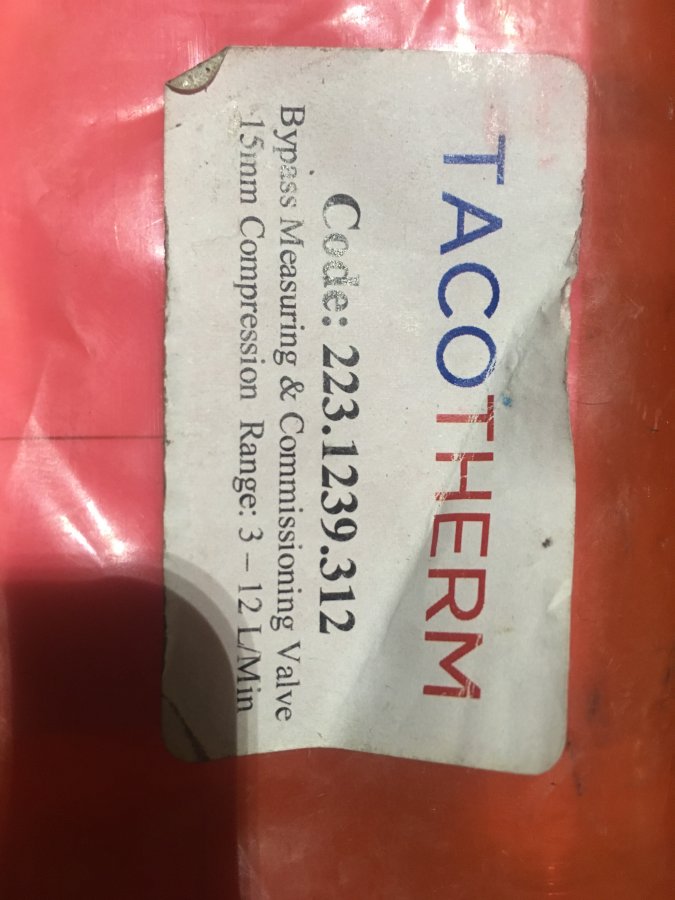 TACOTHERM
Code: 223.1239.312
Bypass Measuring & Commissioning Valve
15mm Compression Range: 3 – 12 L/Min